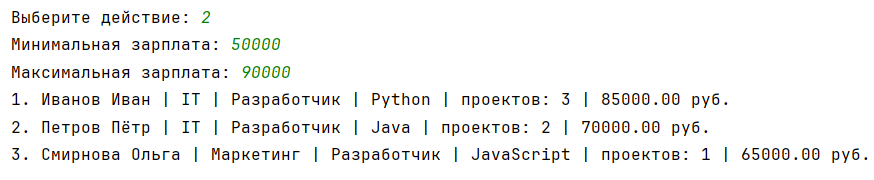 Выберите действие: 2
Минимальная зарплата: 50000
Максимальная зарплата: 90000
1. Иванов Иван | IT | Разработчик | Python | проектов: 3 | 85000.00 руб.
2. Петров Пётр | IT | Разработчик | Java | проектов: 2 | 70000.00 руб.
3. Смирнова Ольга | Маркетинг | Разработчик | JavaScript | проектов: 1 | 65000.00 руб.